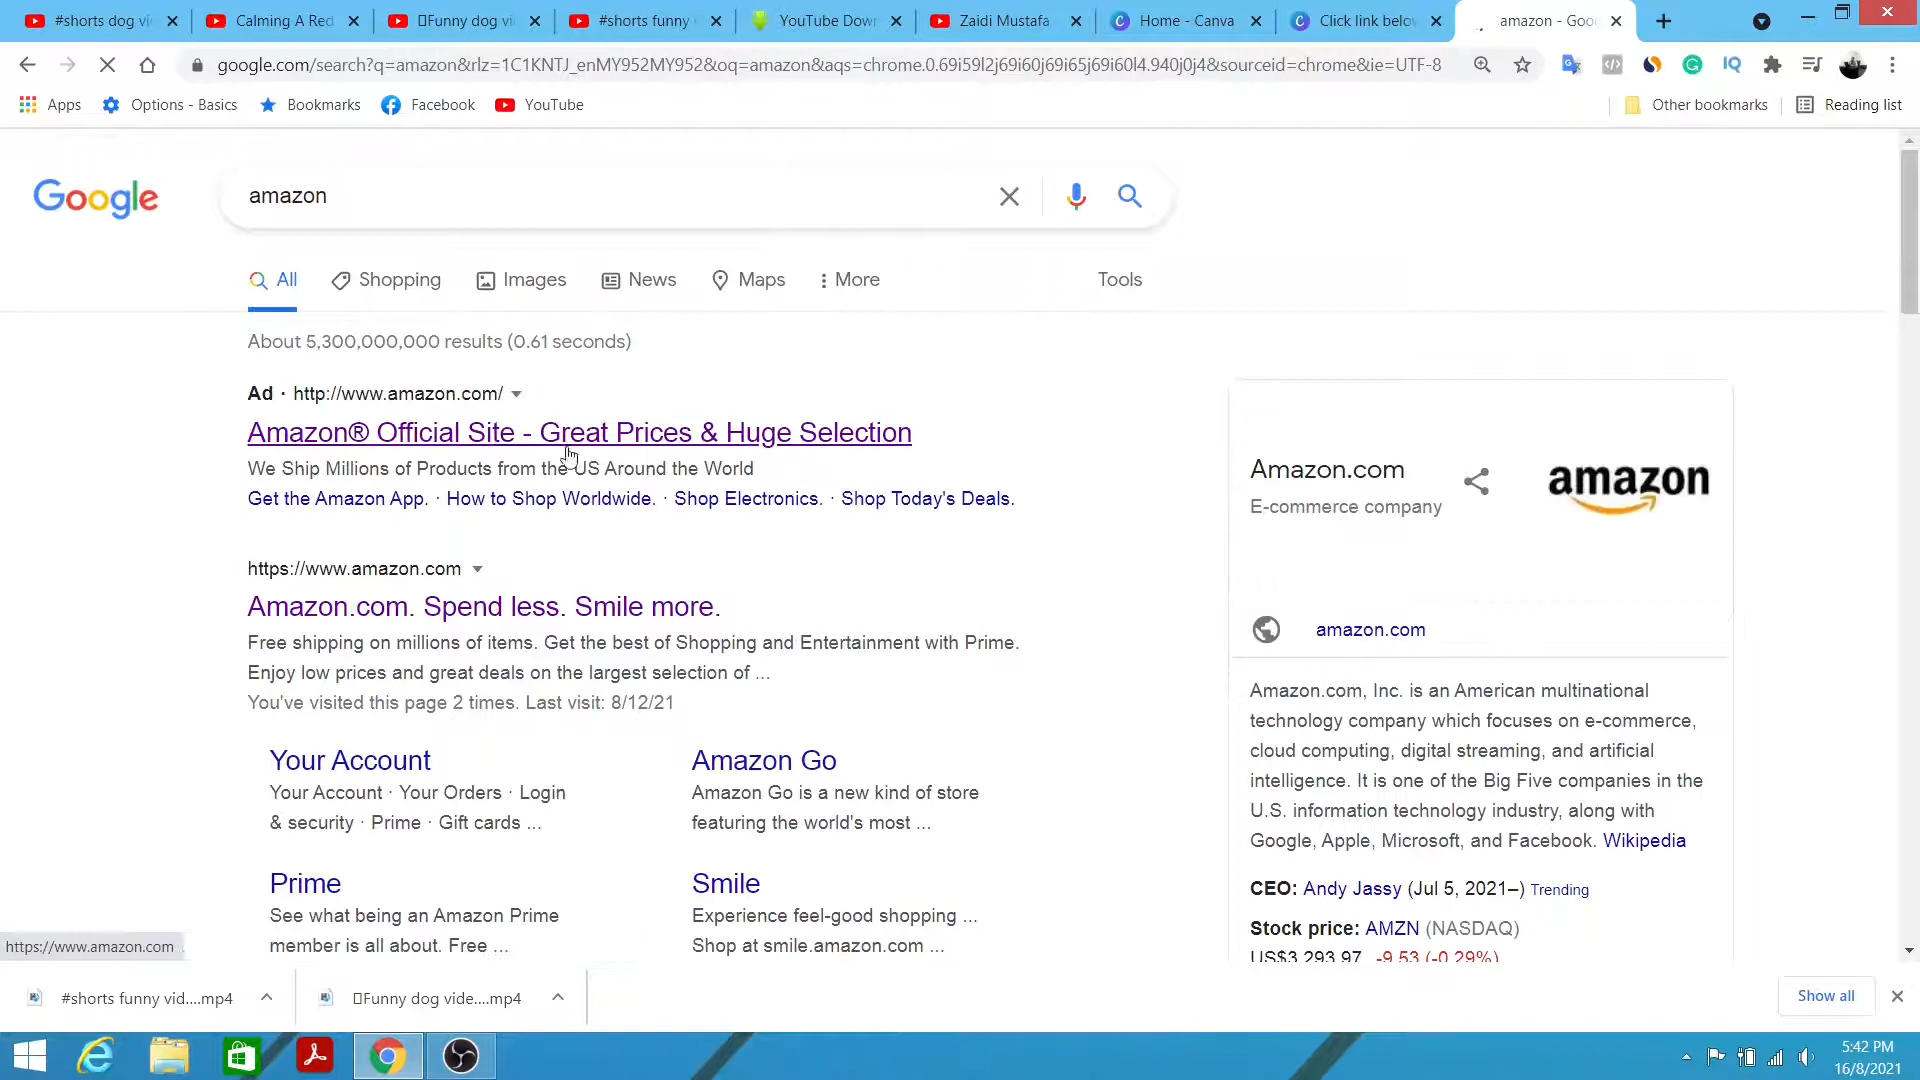 #shorts dog vi
Calming A Red
Funny dog vi
#shorts funny
YouTube Dow
Zaidi Mustafa
Home - Canva
Click link belo
amazon - Goo
google.com/search?q=amazon&rlz=1C1KNTJ_enMY952MY952&oq=amazon&aqs=chrome.0.69i59l2j69i60j69i65j69i60l4.940j0j4&sourceid=chrome&ie=UTF-8
Apps
Options - Basics
Bookmarks
Facebook
YouTube
Other bookmarks
Reading list
Google
amazon
All
Shopping
Images
News
Maps
More
Tools
About 5,300,000,000 results (0.61 seconds)
Ad · http://www.amazon.com/
Amazon® Official Site - Great Prices & Huge Selection
We Ship Millions of Products from the US Around the World
Get the Amazon App. · How to Shop Worldwide. · Shop Electronics. · Shop Today's Deals.
https://www.amazon.com
Amazon.com. Spend less. Smile more.
Free shipping on millions of items. Get the best of Shopping and Entertainment with Prime.
Enjoy low prices and great deals on the largest selection of ...
You've visited this page 2 times. Last visit: 8/12/21
Your Account
Your Account · Your Orders · Login
& security · Prime · Gift cards ...
Amazon Go
Amazon Go is a new kind of store
featuring the world's most ...
Prime
See what being an Amazon Prime
member is all about. Free ...
Smile
Experience feel-good shopping ...
Shop at smile.amazon.com ...
Amazon.com
E-commerce company
amazon
amazon.com
Amazon.com, Inc. is an American multinational
technology company which focuses on e-commerce,
cloud computing, digital streaming, and artificial
intelligence. It is one of the Big Five companies in the
U.S. information technology industry, along with
Google, Apple, Microsoft, and Facebook. Wikipedia
CEO: Andy Jassy (Jul 5, 2021–) Trending
Stock price: AMZN (NASDAQ)
US$3,293.97 -9.53 (-0.29%)
https://www.amazon.com
#shorts funny vid....mp4
Funny dog vide....mp4
Show all
5:42 PM
16/8/2021